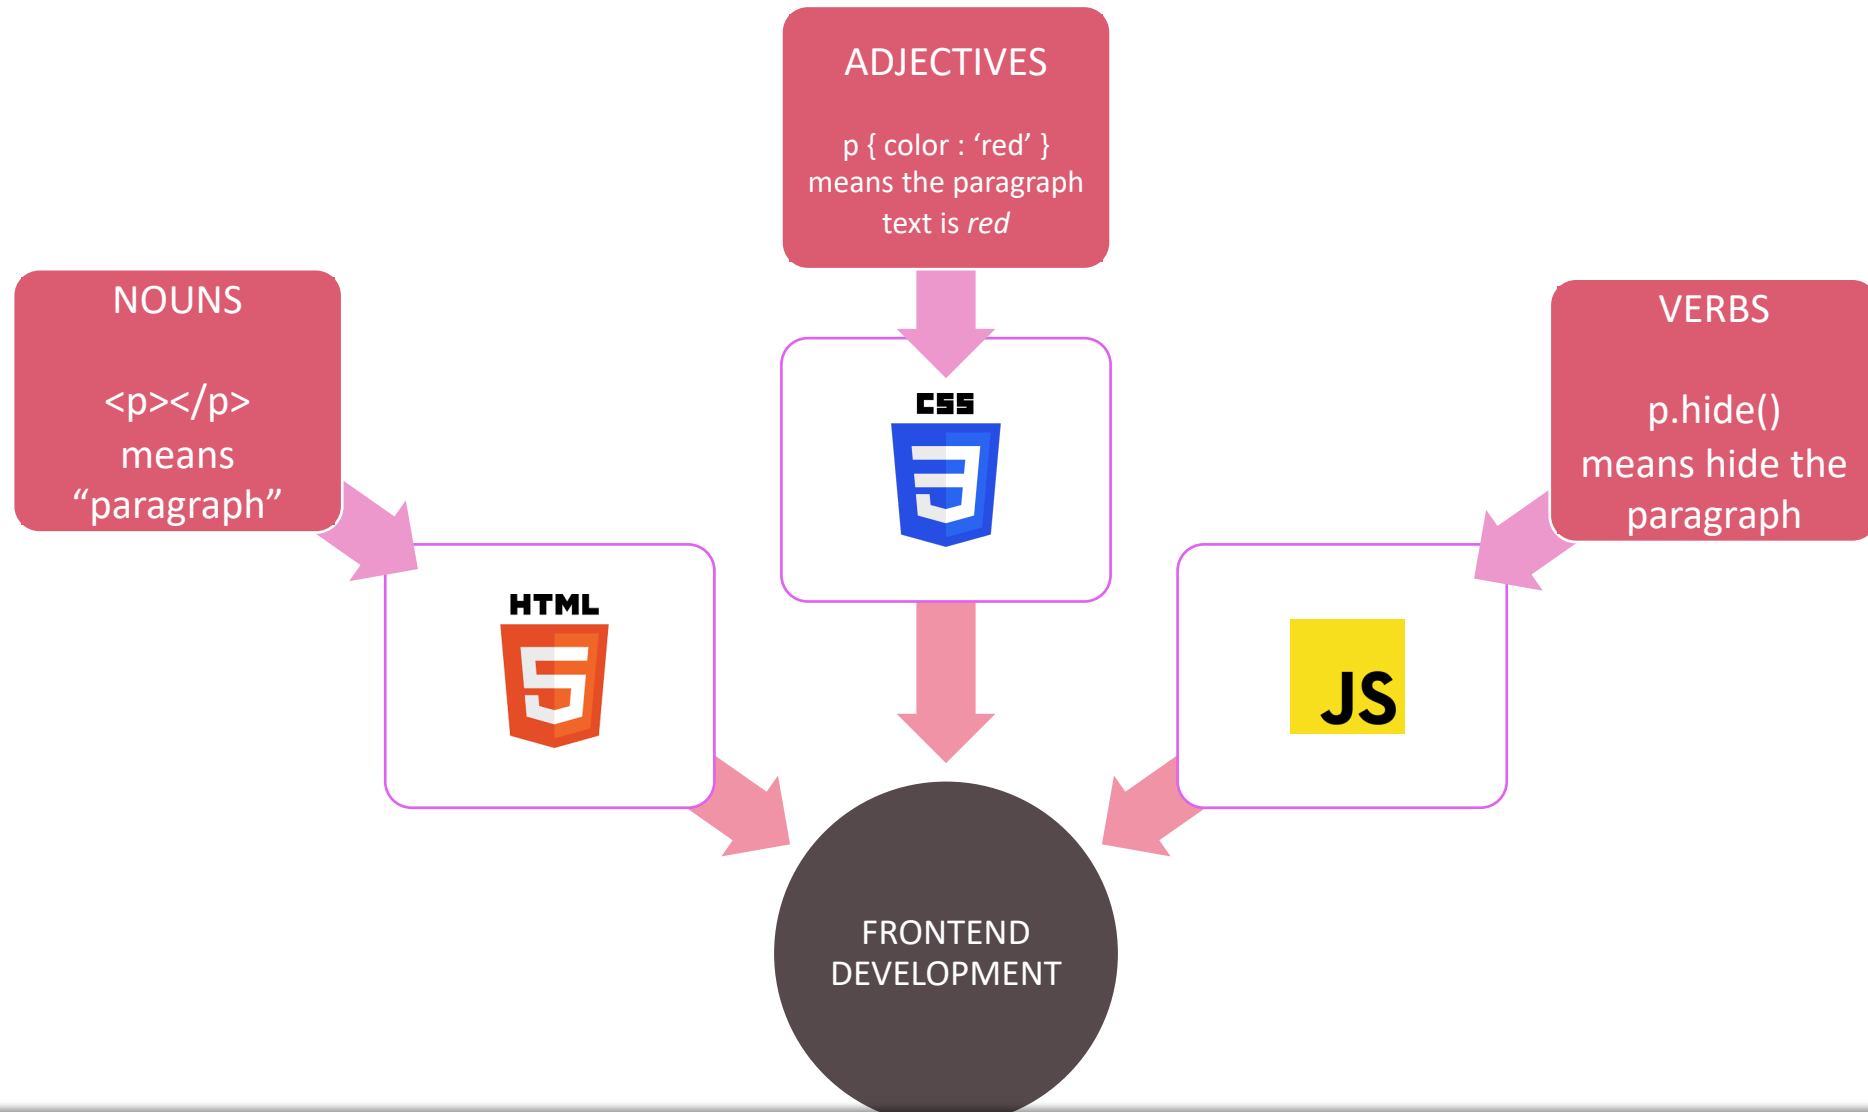 ADJECTIVES
p { color : ‘red’ }
means the paragraph
text is red
NOUNS
<p></p>
means
“paragraph”
VERBS
p.hide()
means hide the
paragraph
CSS
HTML
JS
FRONTEND
DEVELOPMENT